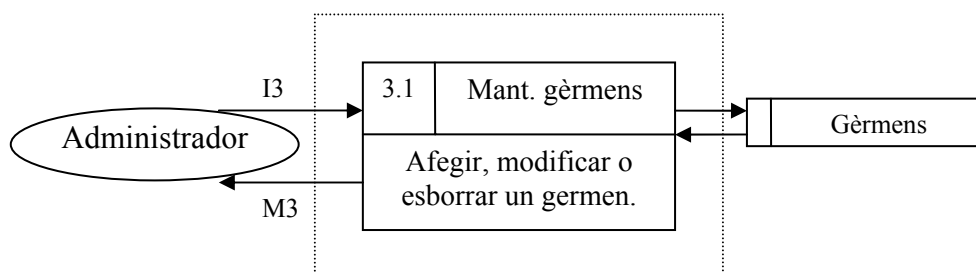 I3
3.1
Mant. gèrmens
Administrador
Gèrmens
Afegir, modificar o
esborrar un germen.
M3